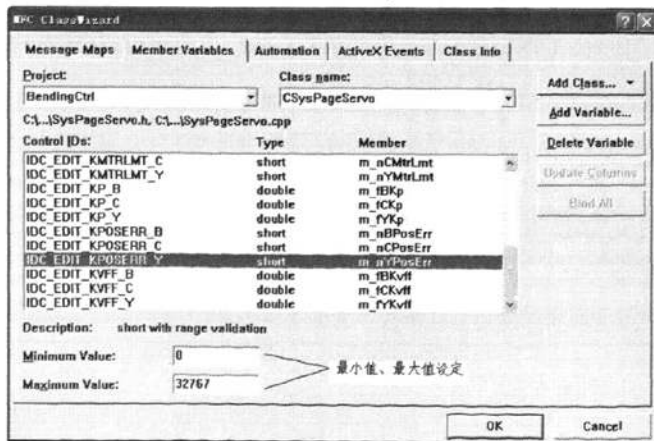 MFC ClassWizard
Message Maps Member Variables Automation ActiveX Events Class Info
Project: Class name:
BendingCtrl CSysPageServo
Add Class...
C:\...\SysPageServo.h, C:\...\SysPageServo.cpp
Add Variable...
Control IDs: Type Member
Delete Variable
IDC_EDIT_KMTRLMT_C short m_nCMtrLmt
IDC_EDIT_KMTRLMT_Y short m_nYMtrLmt
Update Columns
IDC_EDIT_KP_B double m_fBKp
IDC_EDIT_KP_C double m_fCKp
Bind All
IDC_EDIT_KP_Y double m_fYKp
IDC_EDIT_KPOSERR_B short m_nBPosErr
IDC_EDIT_KPOSERR_C short m_nCPosErr
IDC_EDIT_KPOSERR_Y short m_nYPosErr
IDC_EDIT_KVFF_B double m_fBKvff
IDC_EDIT_KVFF_C double m_fCKvff
IDC_EDIT_KVFF_Y double m_fYKvff
Description: short with range validation
Minimum Value: 0
最小值、最大值设定
Maximum Value: 32767
OK Cancel